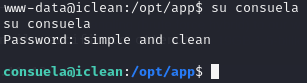 www-data@iclean:/opt/app$ su consuela
su consuela
Password: simple and clean

consuela@iclean:/opt/app$